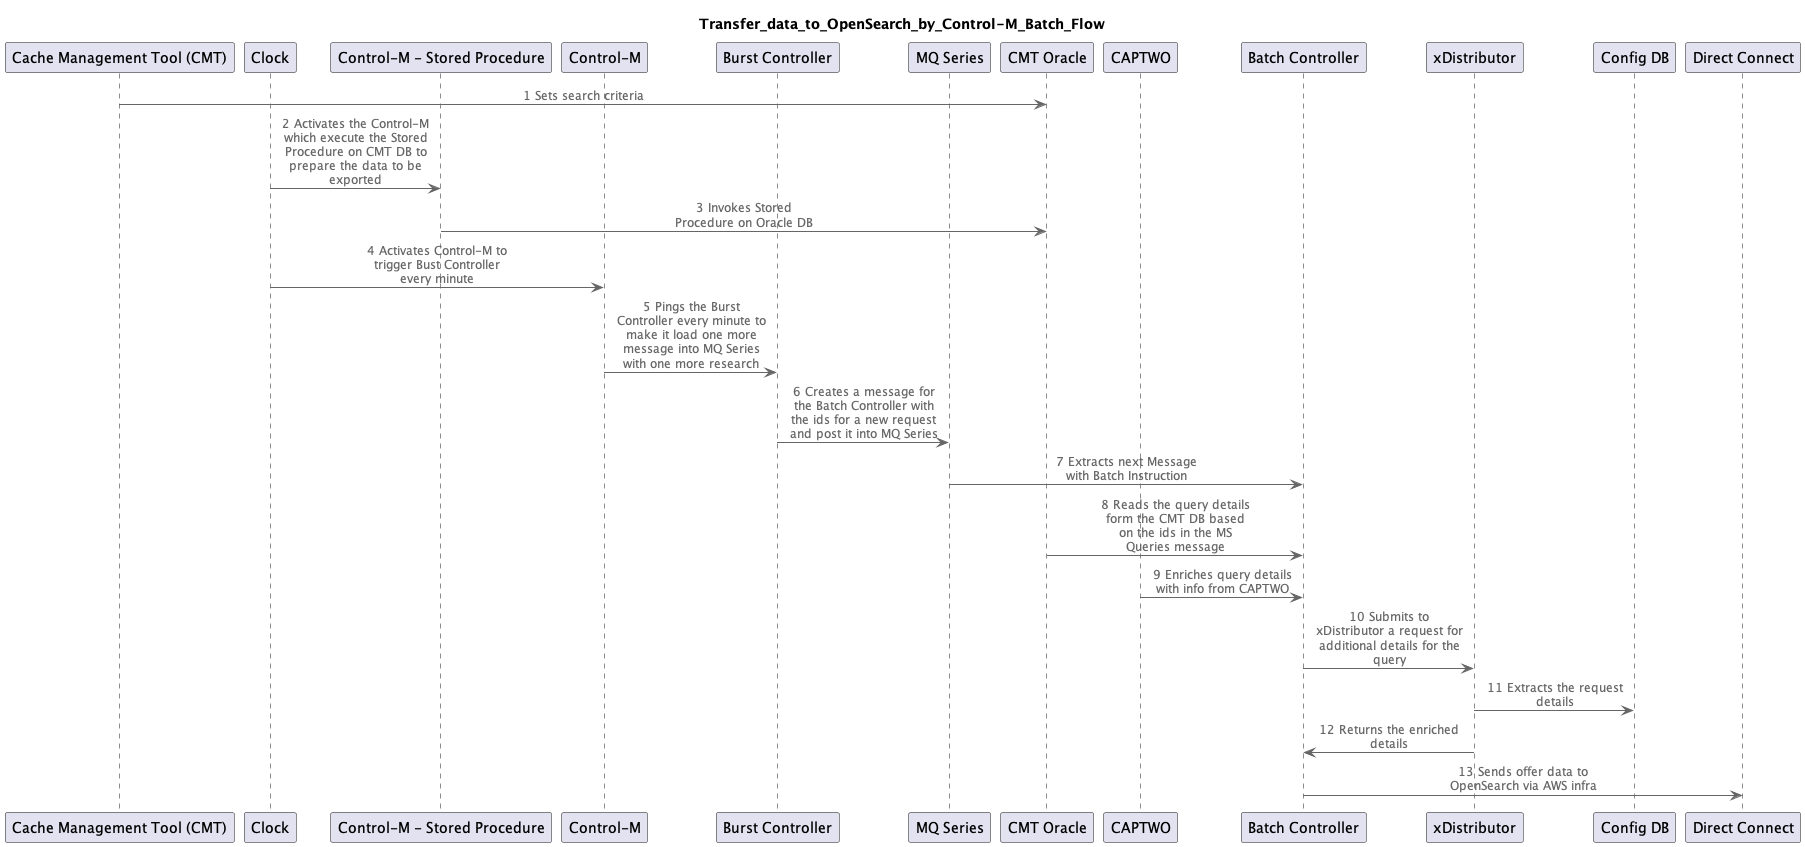 Transfer_data_to_OpenSearch_by_Control-M_Batch_Flow
Cache Management Tool (CMT)
Clock
Control-M - Stored Procedure
Control-M
Burst Controller
MQ Series
CMT Oracle
CAPTWO
Batch Controller
xDistributor
Config DB
Direct Connect
1 Sets search criteria
2 Activates the Control-M
which execute the Stored
Procedure on CMT DB to
prepare the data to be
exported
3 Invokes Stored
Procedure on Oracle DB
4 Activates Control-M to
trigger Bust Controller
every minute
5 Pings the Burst
Controller every minute to
make it load one more
message into MQ Series
with one more research
6 Creates a message for
the Batch Controller with
the ids for a new request
and post it into MQ Series
7 Extracts next Message
with Batch Instruction
8 Reads the query details
form the CMT DB based
on the ids in the MS
Queries message
9 Enriches query details
with info from CAPTWO
10 Submits to
xDistributor a request for
additional details for the
query
11 Extracts the request
details
12 Returns the enriched
details
13 Sends offer data to
OpenSearch via AWS infra
Cache Management Tool (CMT)
Clock
Control-M - Stored Procedure
Control-M
Burst Controller
MQ Series
CMT Oracle
CAPTWO
Batch Controller
xDistributor
Config DB
Direct Connect